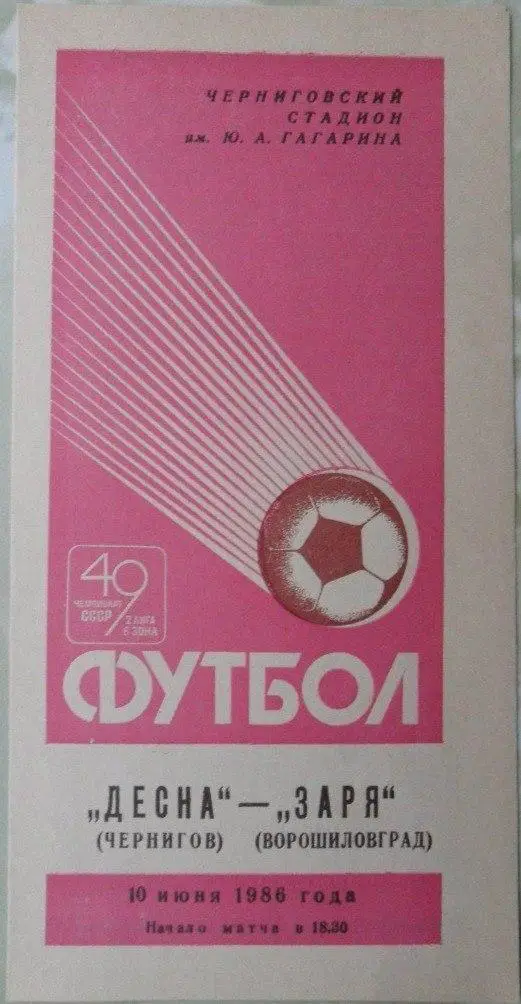 ЧЕРНИГОВСКИЙ
СТАДИОН
им. Ю. А. ГАГАРИНА
49
ЧЕМПИОНАТ
СССР
2 ЛИГА
6 ЗОНА
ФУТБОЛ
„ДЕСНА“ — „ЗАРЯ“
(ЧЕРНИГОВ) (ВОРОШИЛОВГРАД)
10 июня 1986 года
Начало матча в 18.30